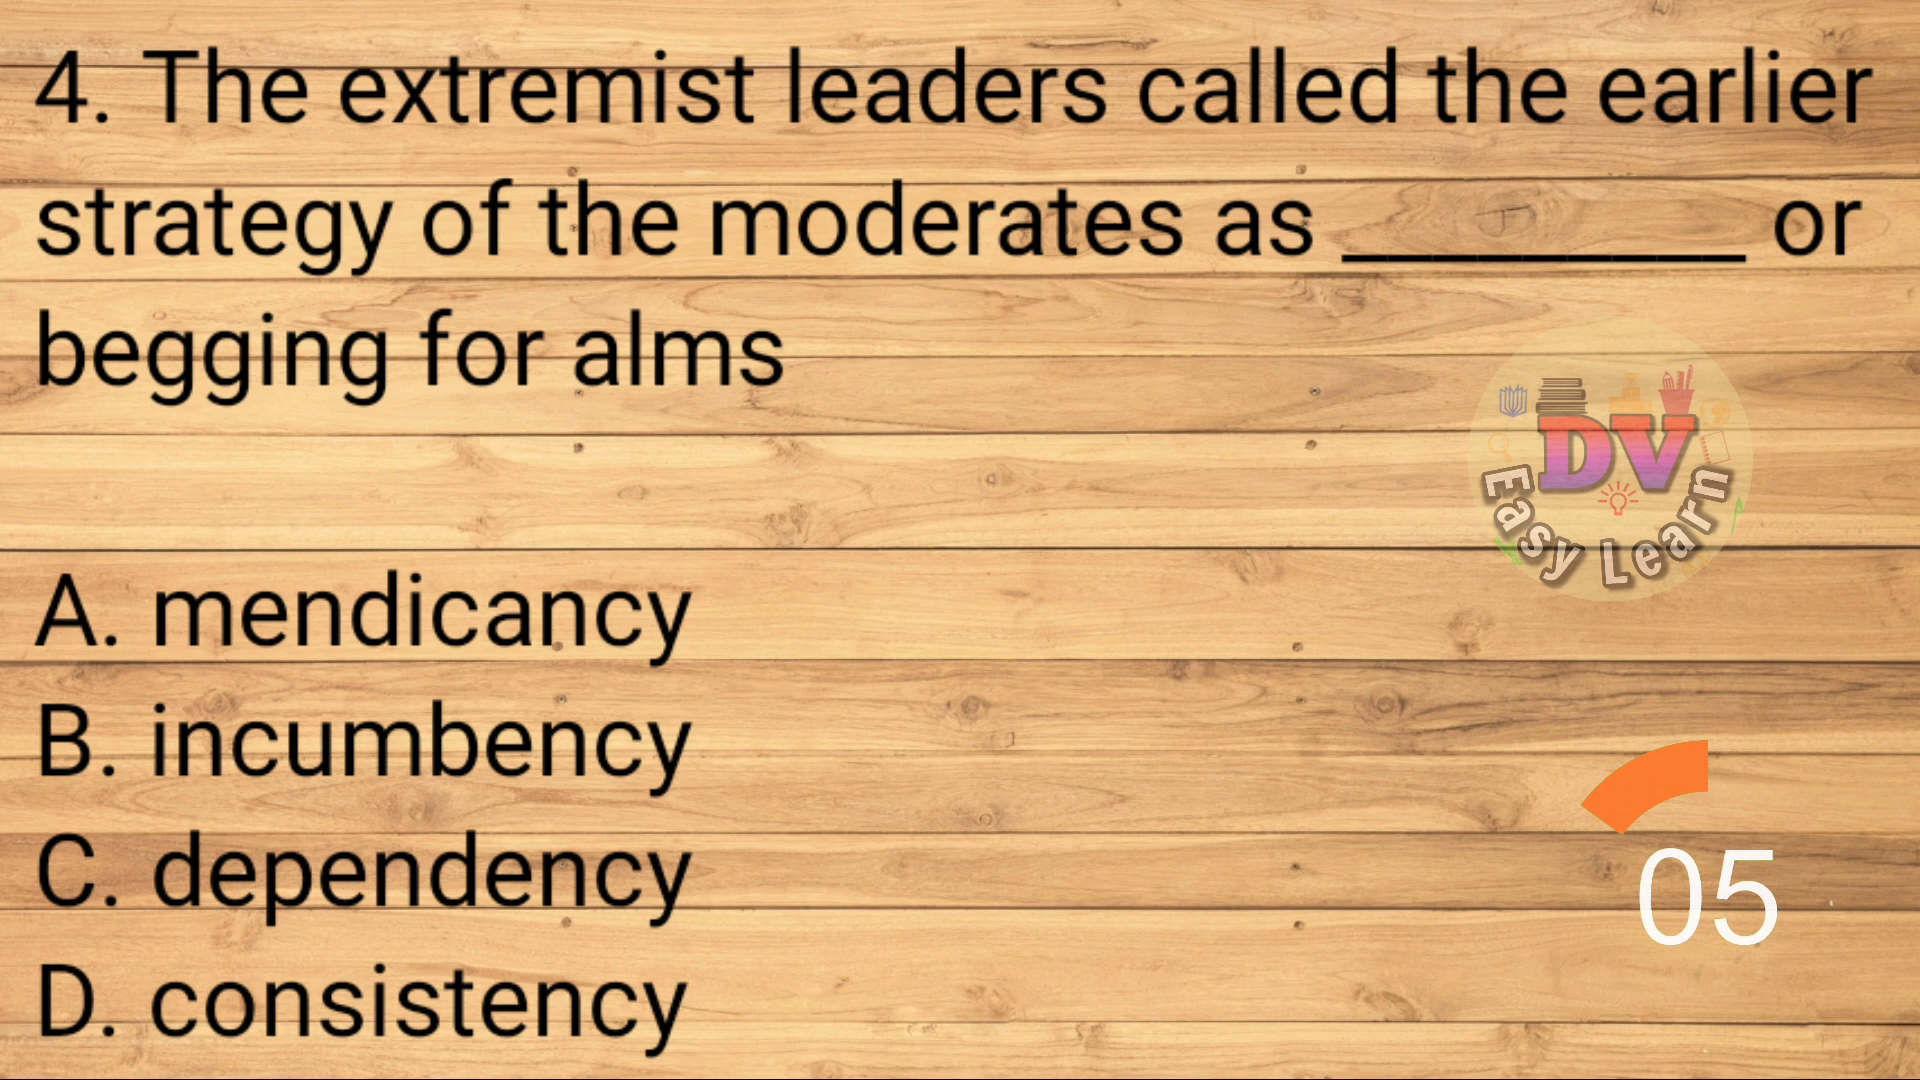 4. The extremist leaders called the earlier
strategy of the moderates as _________ or
begging for alms
A. mendicancy
B. incumbency
C. dependency
D. consistency
DV
Easy Learn
05